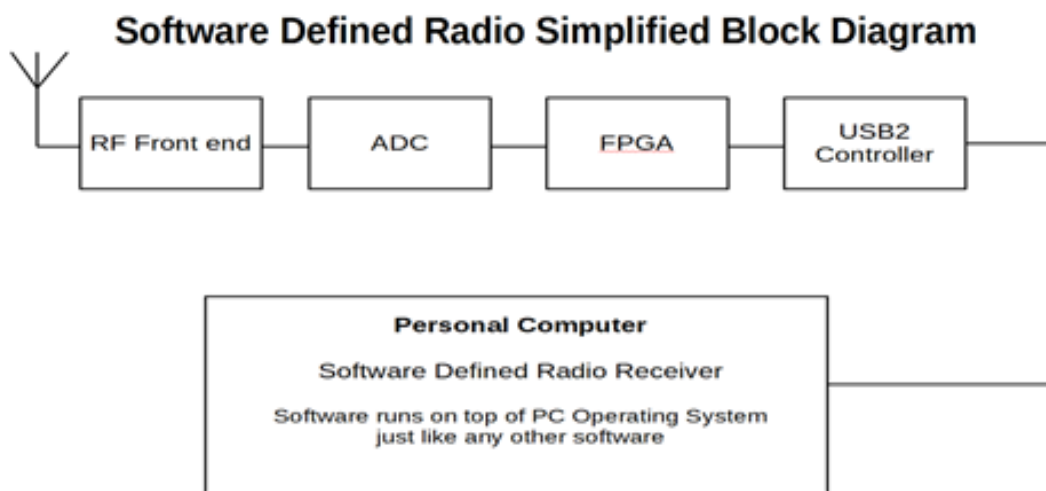 Software Defined Radio Simplified Block Diagram
RF Front end
ADC
FPGA
USB2
Controller
Personal Computer
Software Defined Radio Receiver
Software runs on top of PC Operating System
just like any other software